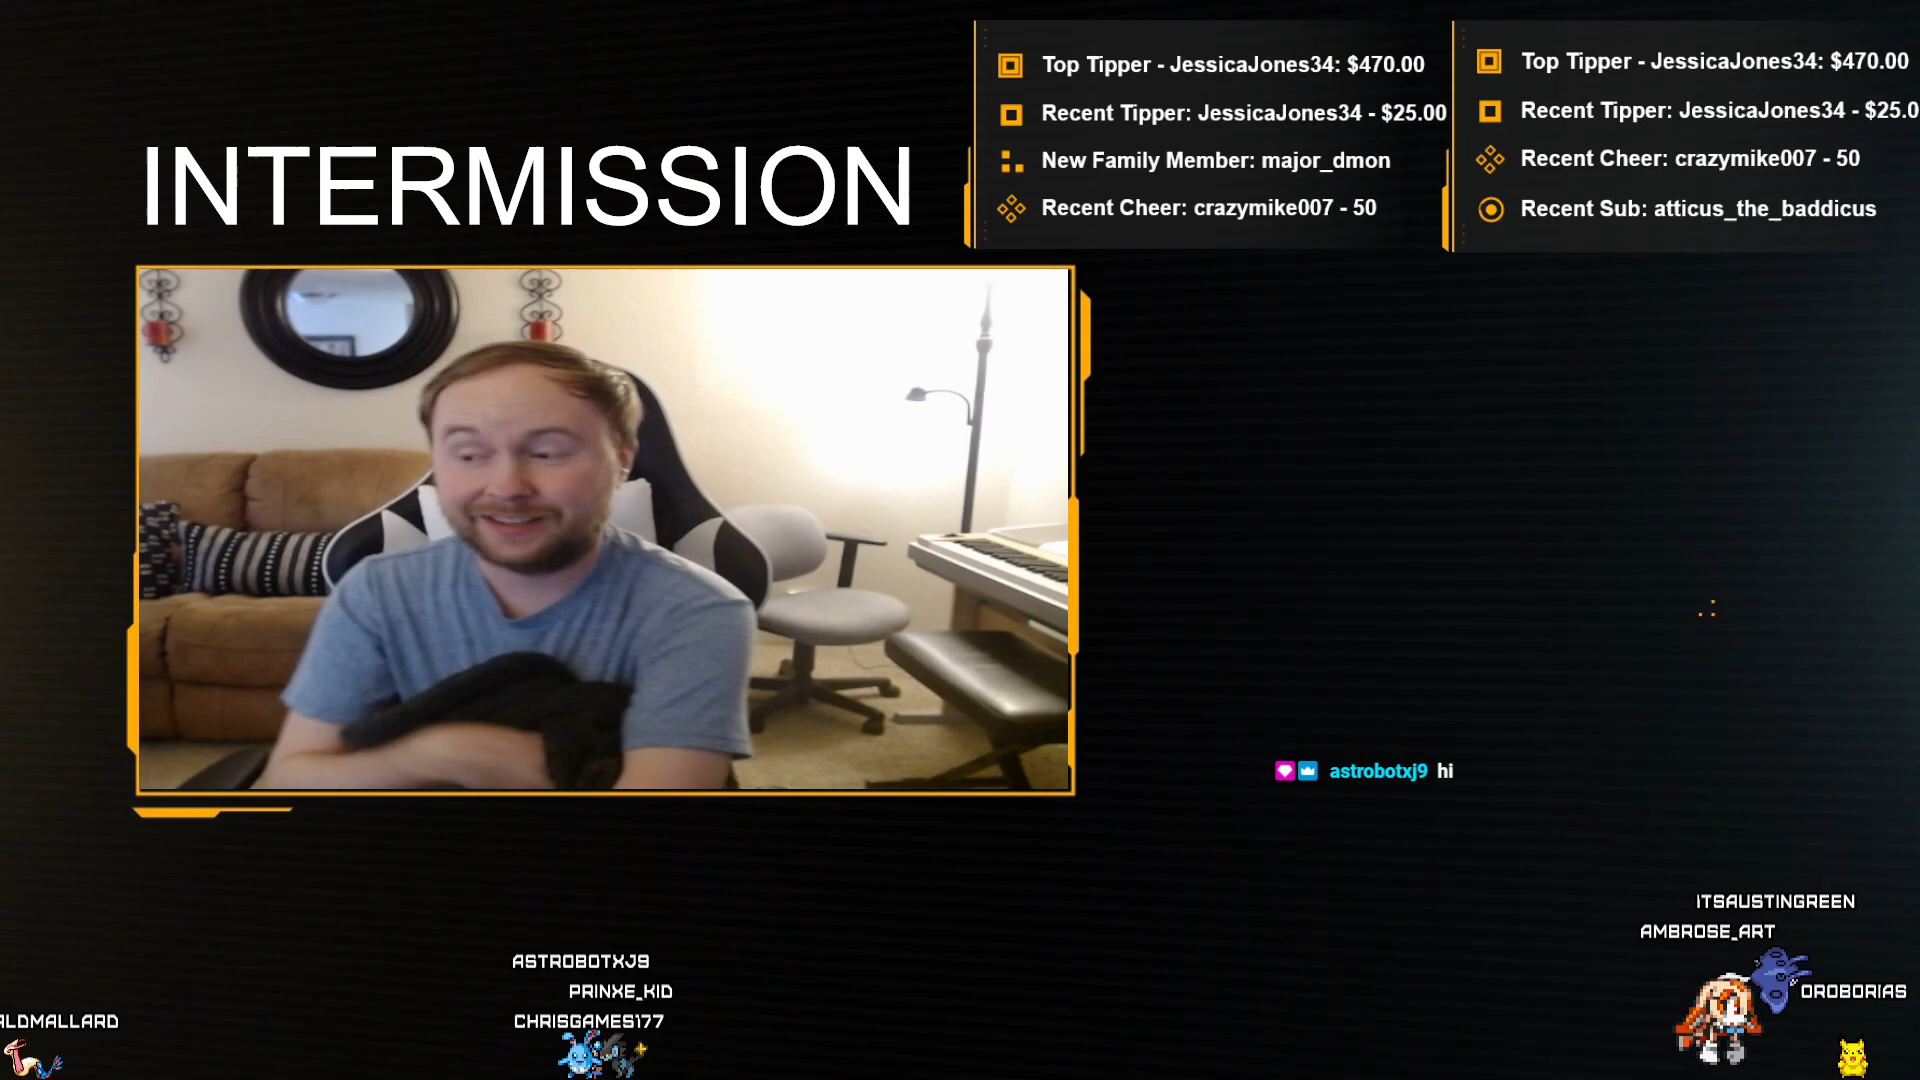 Top Tipper - JessicaJones34: $470.00
Recent Tipper: JessicaJones34 - $25.00
New Family Member: major_dmon
Recent Cheer: crazymike007 - 50
Top Tipper - JessicaJones34: $470.00
Recent Tipper: JessicaJones34 - $25.0
Recent Cheer: crazymike007 - 50
Recent Sub: atticus_the_baddicus
INTERMISSION
astrobotxj9 hi
ITSAUSTINGREEN
AMBROSE_ART
OROBORIAS
ASTROBOTXJ9
PRINXE_KID
CHRISGAMES177
ALDMALLARD